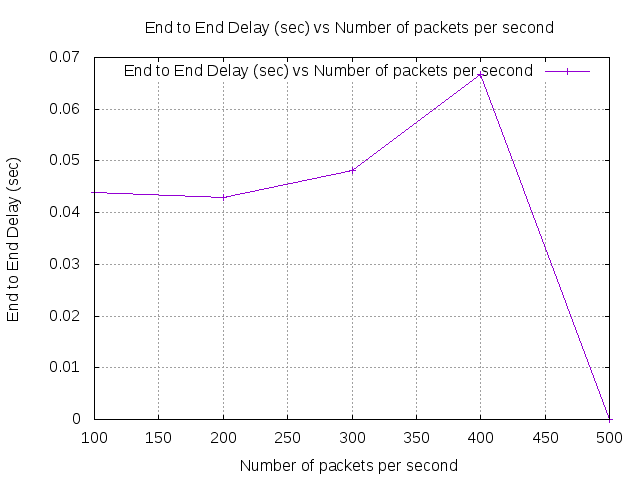 End to End Delay (sec) vs Number of packets per second
0.07
End to End Delay (sec) vs Number of packets per second
0.06
0.05
0.04
0.03
0.02
0.01
0
End to End Delay (sec)
100 150 200 250 300 350 400 450 500
Number of packets per second